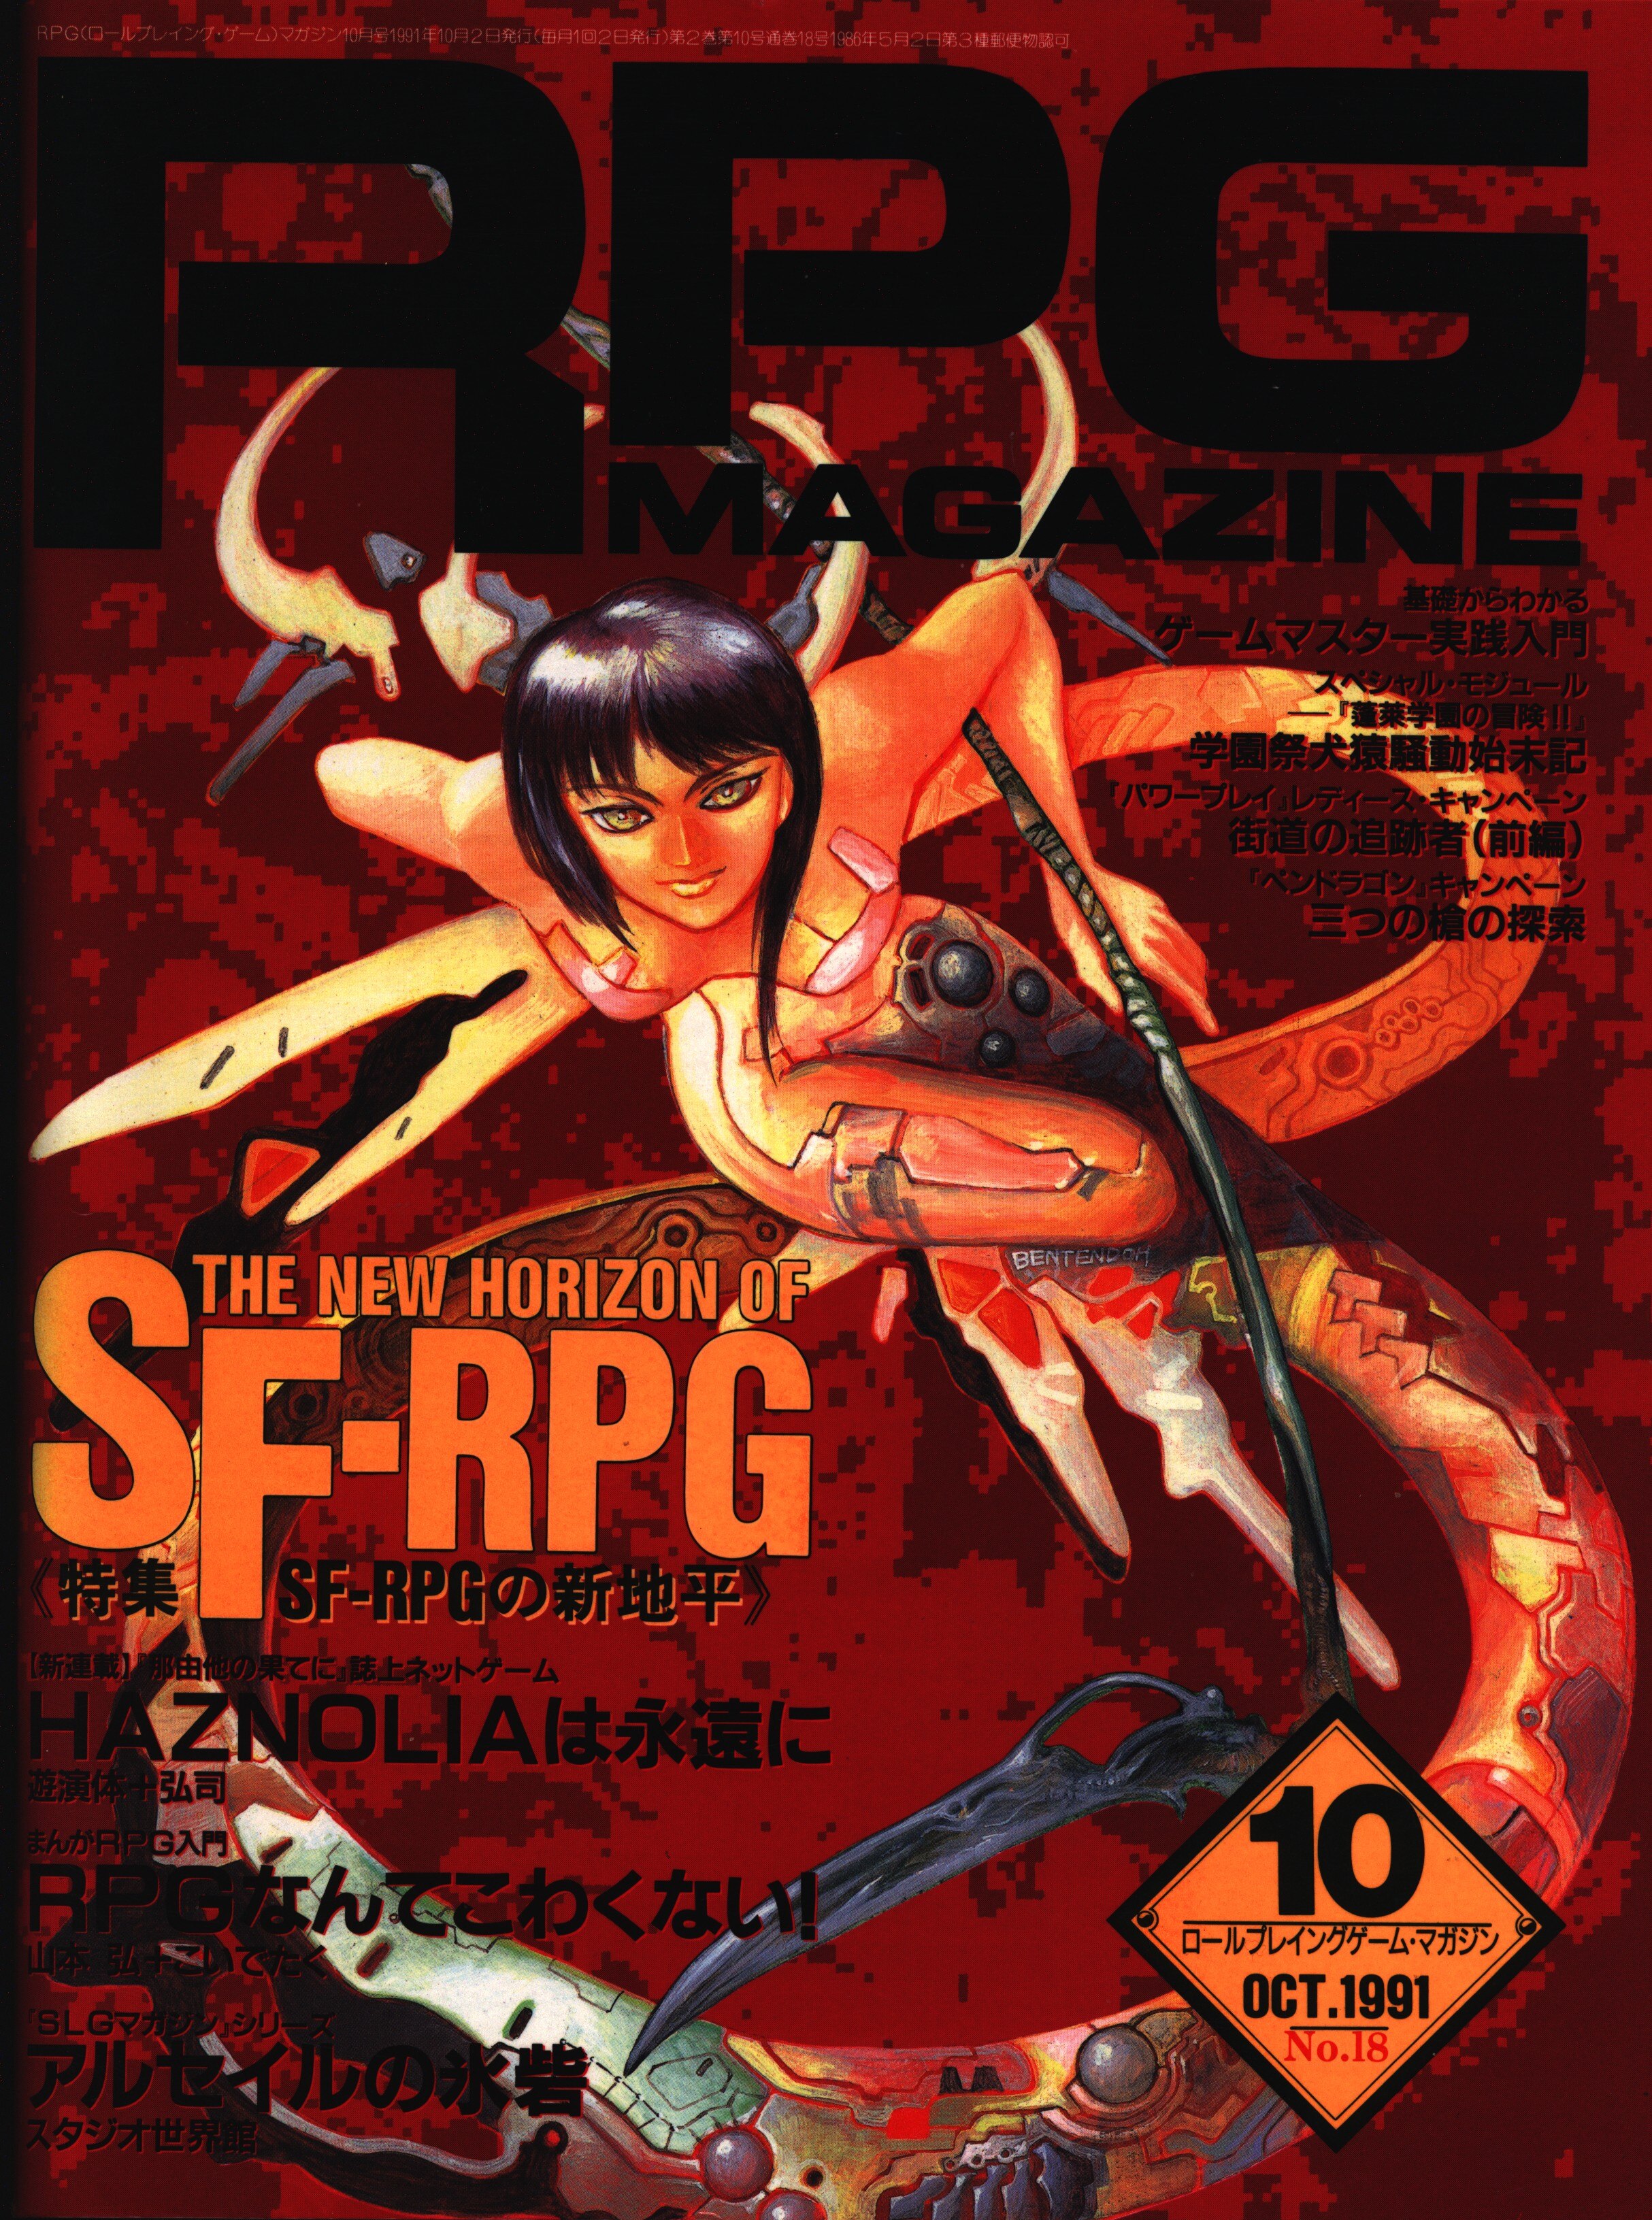 RPG(ロールプレイング・ゲーム)マガジン10月号1991年10月2日発行(毎月1回2日発行)第2巻第10号通巻18号1986年5月2日第3種郵便物認可
RPG
MAGAZINE
基礎からわかる
ゲームマスター実践入門
スペシャル・モジュール
──『蓬萊学園の冒険!!』
学園祭犬猿騒動始末記
『パワープレイ』レディース・キャンペーン
街道の追跡者(前編)
『ペンドラゴン』キャンペーン
三つの槍の探索
BENTENDOH
THE NEW HORIZON OF
SF-RPG
《特集 SF-RPGの新地平》
【新連載】『那由他の果てに』誌上ネットゲーム
HAZNOLIAは永遠に
遊演体+弘司
まんがRPG入門
RPGなんてこわくない!
山本 弘+こいでたく
『SLGマガジン』シリーズ
アルセイルの氷砦
スタジオ世界館
10
ロールプレイングゲーム・マガジン
OCT.1991
No.18